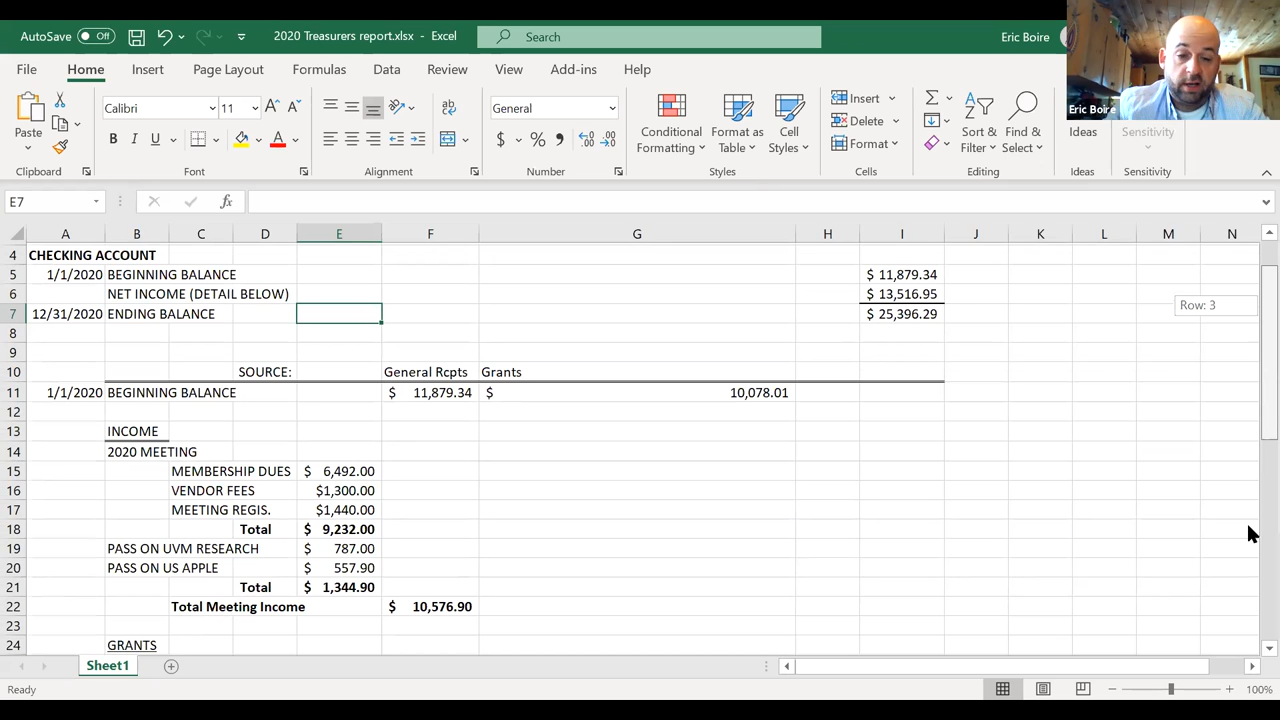 AutoSave Off 2020 Treasurers report.xlsx - Excel Search Eric Boire
File Home Insert Page Layout Formulas Data Review View Add-ins Help
Eric Boire
Calibri 11 General
Paste
B I U A $ % 9
Conditional Formatting Format as Table Cell Styles
Insert
Delete
Format
Sort & Filter Find & Select
Ideas Sensitivity
Clipboard Font Alignment Number Styles Cells Editing Ideas Sensitivity
E7 fx
A B C D E F G H I J K L M N
4 CHECKING ACCOUNT
5 1/1/2020 BEGINNING BALANCE $ 11,879.34
6 NET INCOME (DETAIL BELOW) $ 13,516.95
7 12/31/2020 ENDING BALANCE $ 25,396.29
Row: 3
8
9
10 SOURCE: General Rcpts Grants
11 1/1/2020 BEGINNING BALANCE $ 11,879.34 $ 10,078.01
12
13 INCOME
14 2020 MEETING
15 MEMBERSHIP DUES $ 6,492.00
16 VENDOR FEES $1,300.00
17 MEETING REGIS. $1,440.00
18 Total $ 9,232.00
19 PASS ON UVM RESEARCH $ 787.00
20 PASS ON US APPLE $ 557.90
21 Total $ 1,344.90
22 Total Meeting Income $ 10,576.90
23
24 GRANTS
Sheet1
Ready 100%